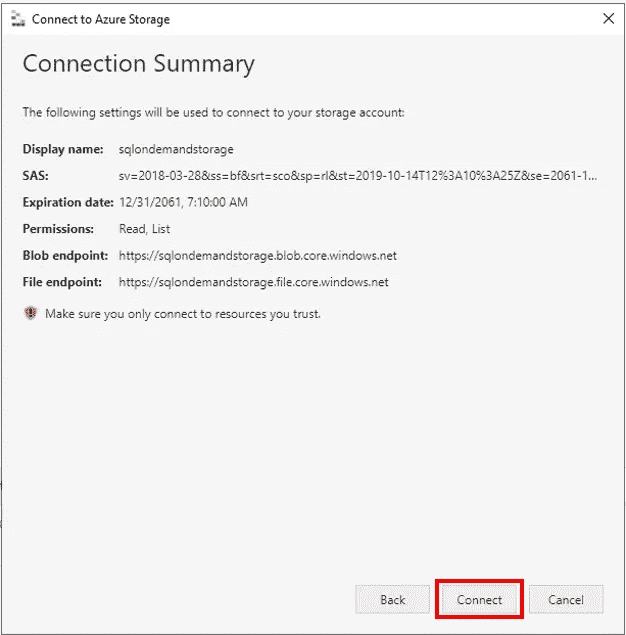 Connect to Azure Storage
Connection Summary
The following settings will be used to connect to your storage account:
Display name: sqlondemandstorage
SAS: sv=2018-03-28&ss=bf&srt=sco&sp=rl&st=2019-10-14T12%3A10%3A25Z&se=2061-1...
Expiration date: 12/31/2061, 7:10:00 AM
Permissions: Read, List
Blob endpoint: https://sqlondemandstorage.blob.core.windows.net
File endpoint: https://sqlondemandstorage.file.core.windows.net
Make sure you only connect to resources you trust.
Back Connect Cancel